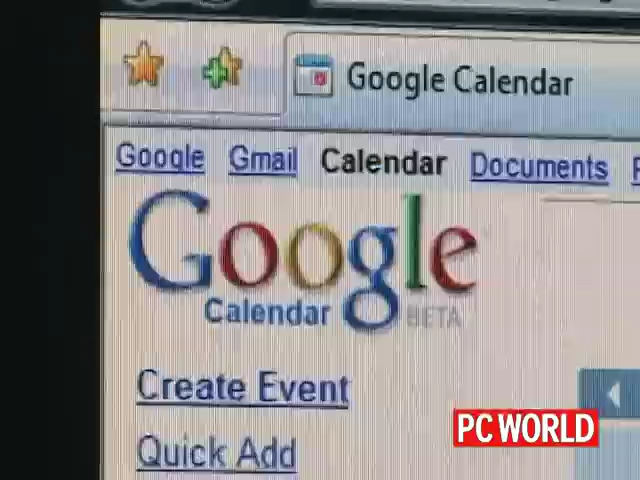 Google Calendar
Google Gmail Calendar Documents
Google
Calendar BETA
Create Event
Quick Add
PC WORLD